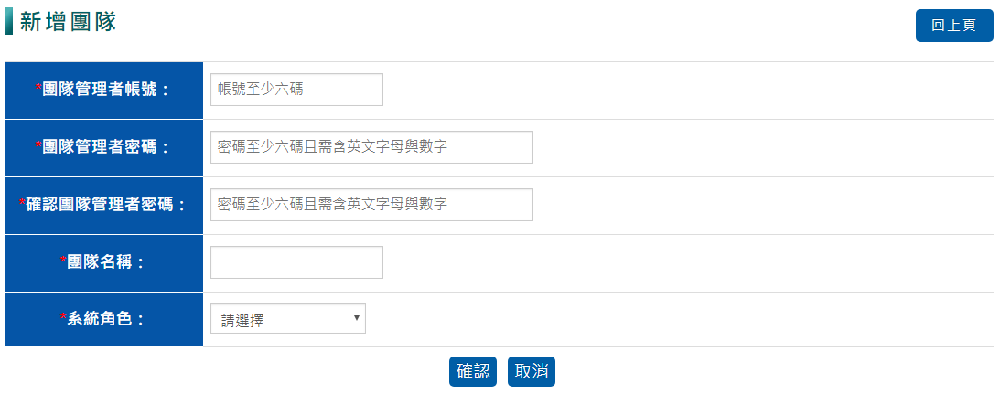 新增團隊
回上頁
*團隊管理者帳號：
帳號至少六碼
*團隊管理者密碼：
密碼至少六碼且需含英文字母與數字
*確認團隊管理者密碼：
密碼至少六碼且需含英文字母與數字
*團隊名稱：
*系統角色：
請選擇
確認
取消